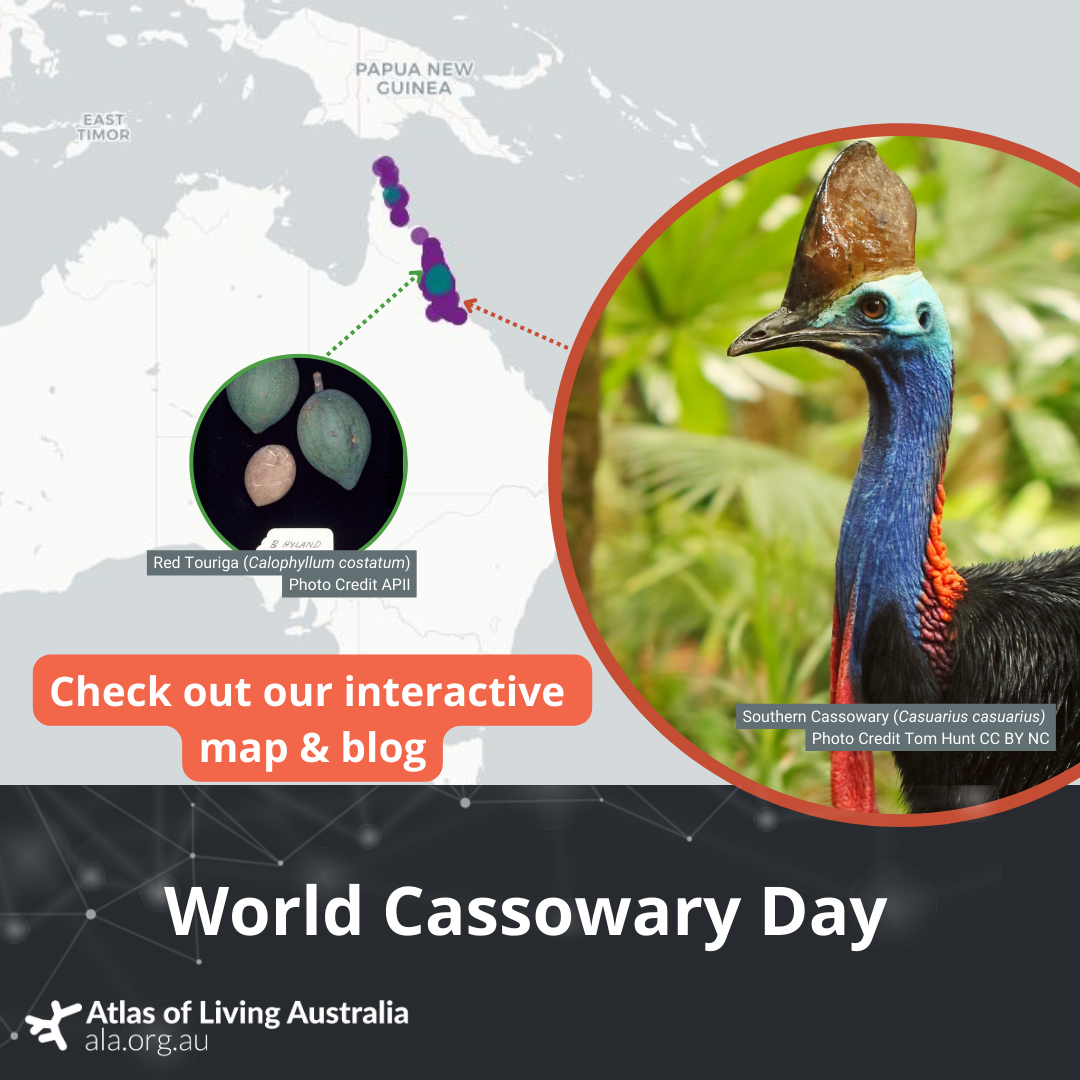 PAPUA NEW
GUINEA
EAST
TIMOR
B HYLAND
Red Touriga (Calophyllum costatum)
Photo Credit APII
Check out our interactive
map & blog
Southern Cassowary (Casuarius casuarius)
Photo Credit Tom Hunt CC BY NC
World Cassowary Day
Atlas of Living Australia
ala.org.au